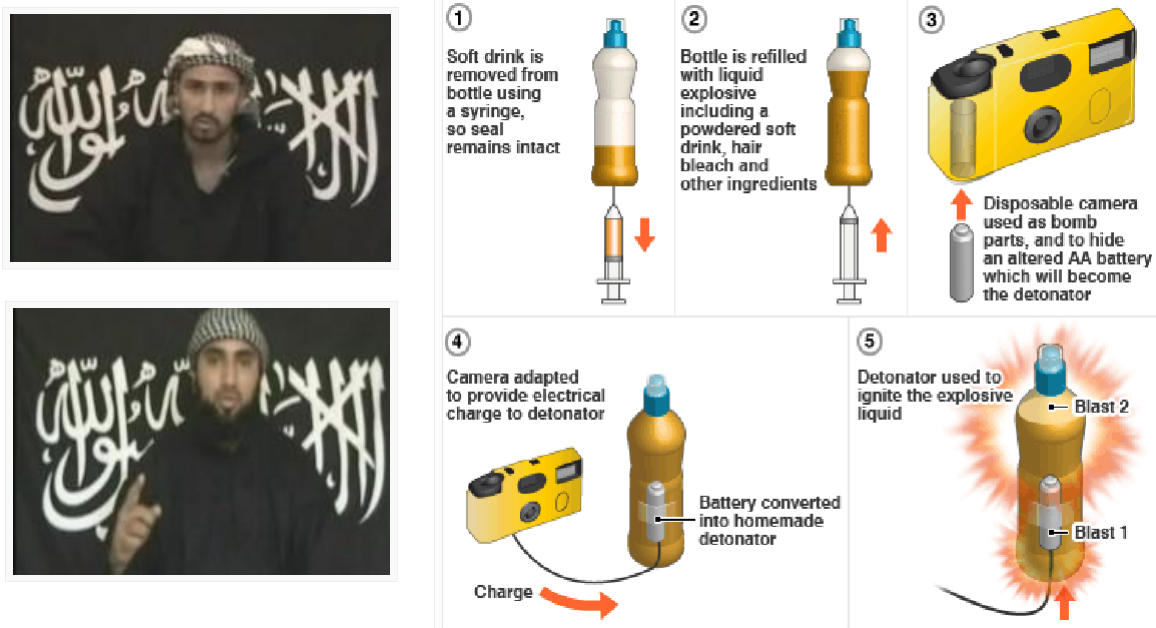 1
Soft drink is
removed from
bottle using
a syringe,
so seal
remains intact
2
Bottle is refilled
with liquid
explosive
including a
powdered soft
drink, hair
bleach and
other ingredients
3
Disposable camera
used as bomb
parts, and to hide
an altered AA battery
which will become
the detonator
4
Camera adapted
to provide electrical
charge to detonator
Battery converted
into homemade
detonator
Charge
5
Detonator used to
ignite the explosive
liquid
Blast 2
Blast 1